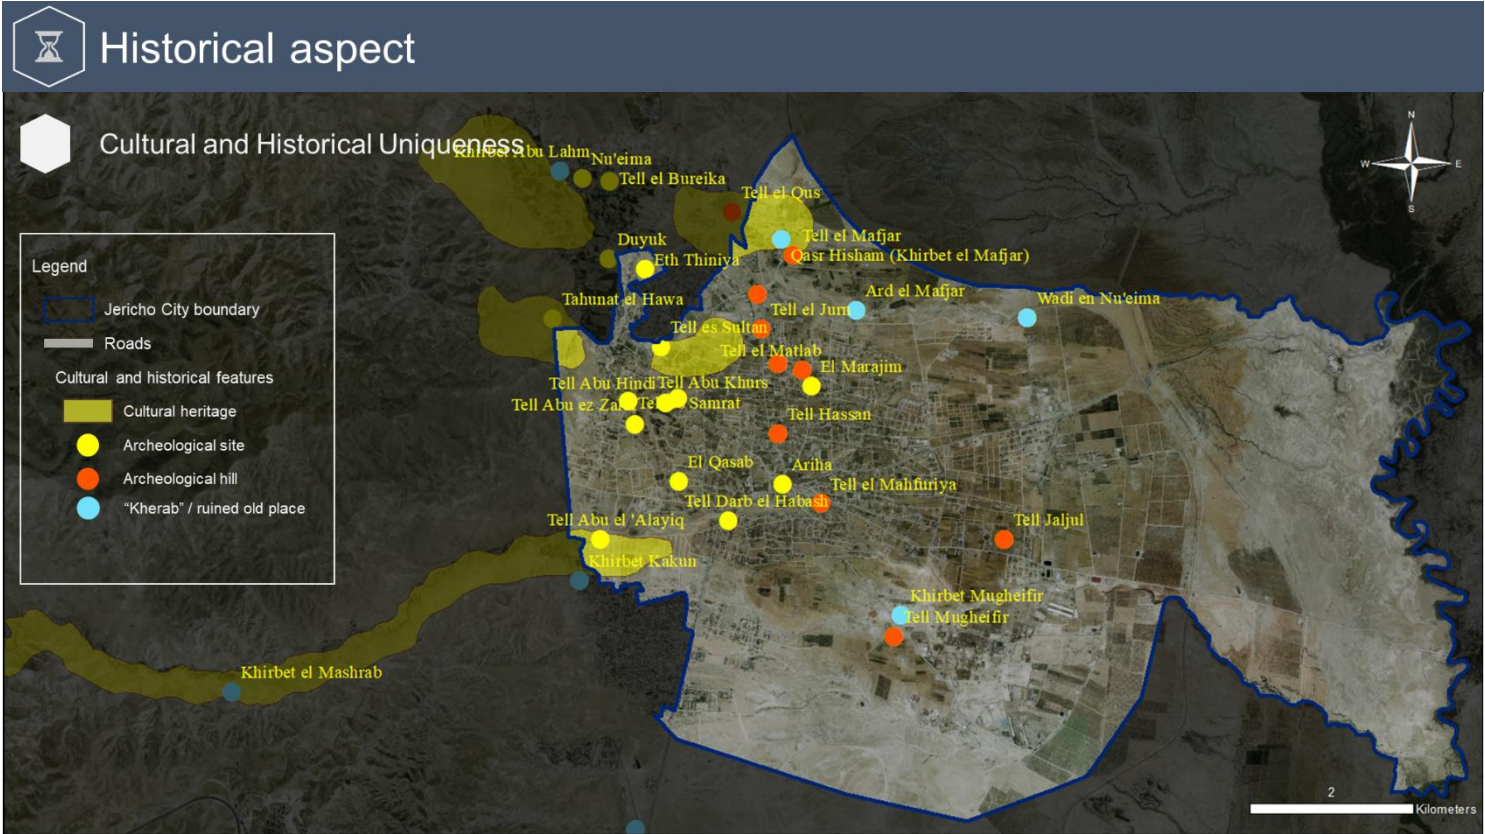 Historical aspect
Cultural and Historical Uniqueness
Khirbet Abu Lahm
Nu'eima
Tell el Bureika
Tell el Qus
Duyuk
Eth Thiniya
Tell el Mafjar
Qasr Hisham (Khirbet el Mafjar)
Tahunat el Hawa
Ard el Mafjar
Wadi en Nu'eima
Tell el Jurn
Tell es Sultan
Tell el Matlab
El Marajim
Tell Abu Hindi
Tell Abu Khurs
Tell Abu ez Zal
Tell
Samrat
Tell Hassan
El Qasab
Ariha
Tell el Mahfuriya
Tell Darb el Habash
Tell Abu el 'Alayiq
Tell Jaljul
Khirbet Kakun
Khirbet Mugheifir
Tell Mugheifir
Khirbet el Mashrab
Legend
Jericho City boundary
Roads
Cultural and historical features
Cultural heritage
Archeological site
Archeological hill
“Kherab” / ruined old place
N
W
E
S
2
Kilometers